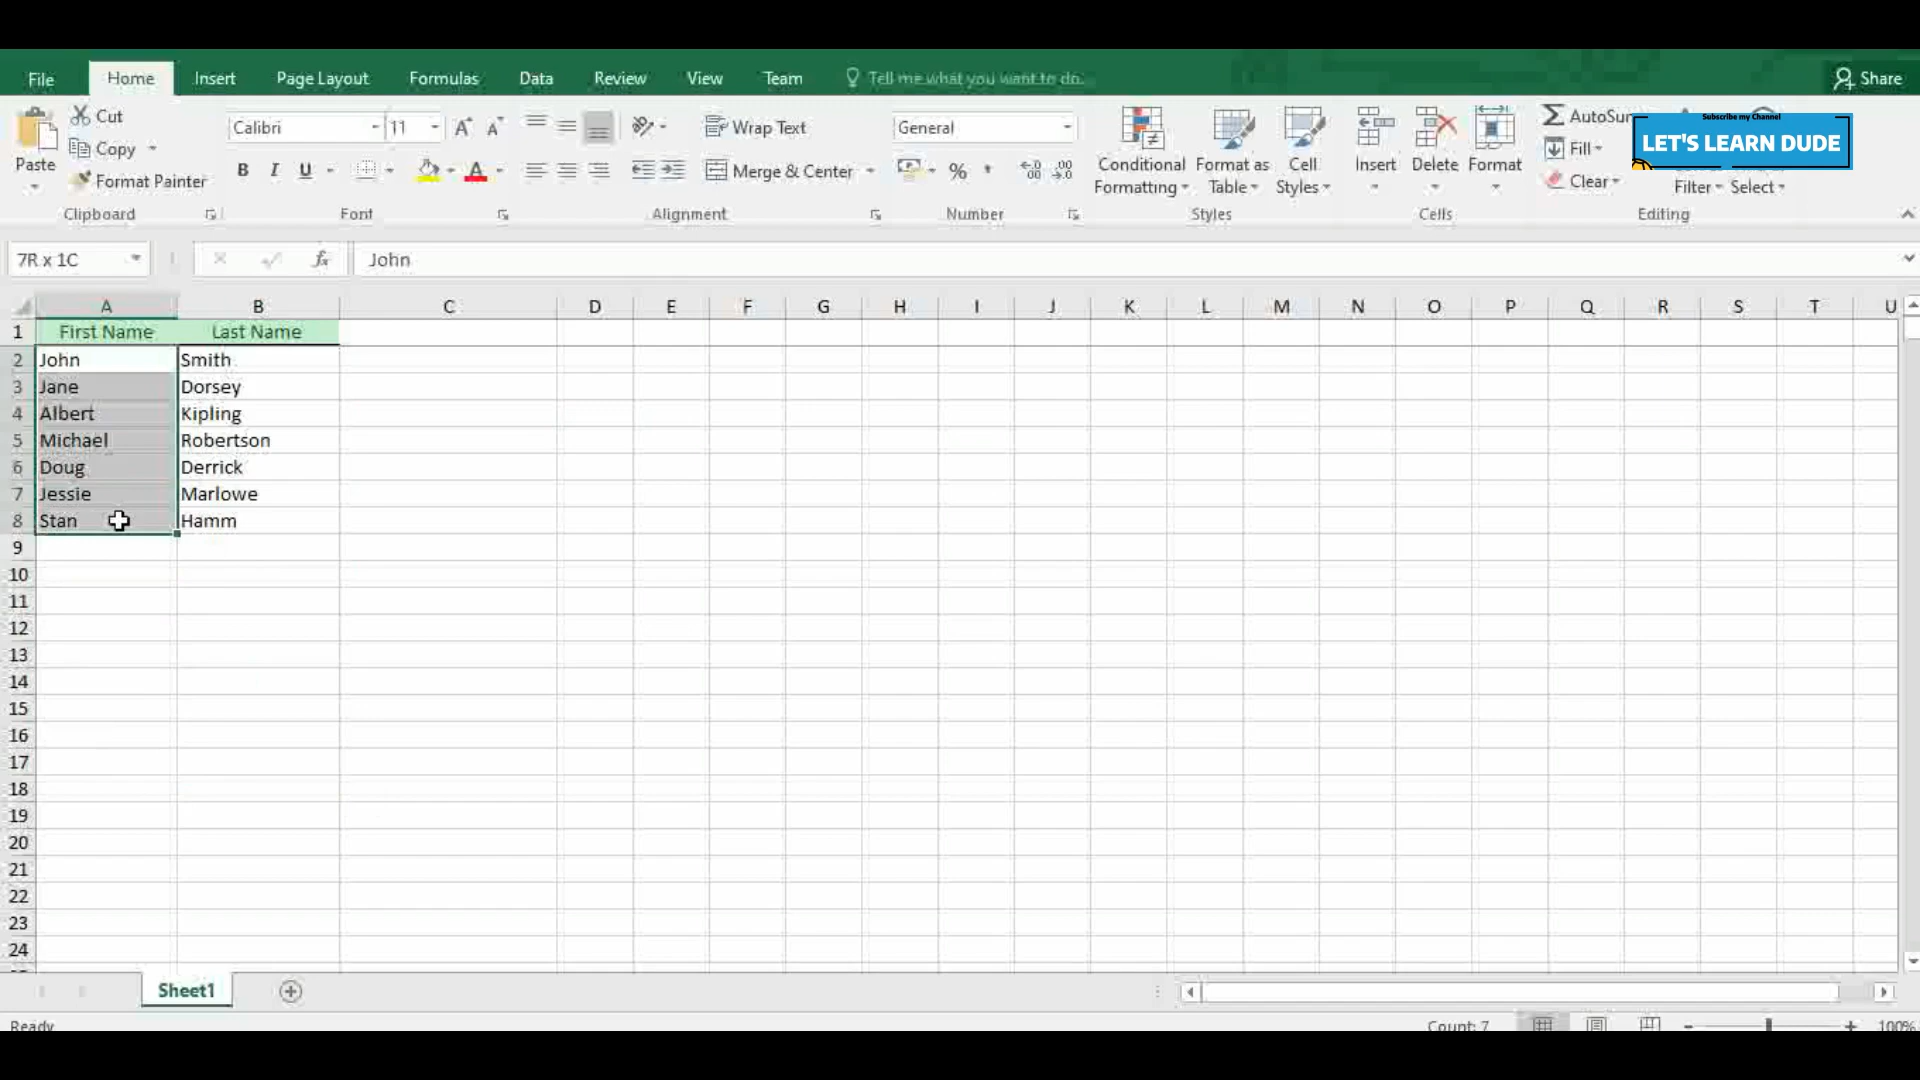 File Home Insert Page Layout Formulas Data Review View Team Tell me what you want to do. Share
Subscribe my Channel
LET'S LEARN DUDE
Paste
Cut
Copy
Format Painter
Clipboard
Calibri 11
B I U
Font
Wrap Text
Merge & Center
Alignment
General
%
Number
Conditional Formatting
Format as Table
Cell Styles
Styles
Insert
Delete
Format
Cells
Fill
Clear
Filter Select
Editing
7R x 1C fx John
A B C D E F G H I J K L M N O P Q R S T U
1 First Name Last Name
2 John Smith
3 Jane Dorsey
4 Albert Kipling
5 Michael Robertson
6 Doug Derrick
7 Jessie Marlowe
8 Stan Hamm
9
10
11
12
13
14
15
16
17
18
19
20
21
22
23
24
Sheet1
Ready Count: 7 100%